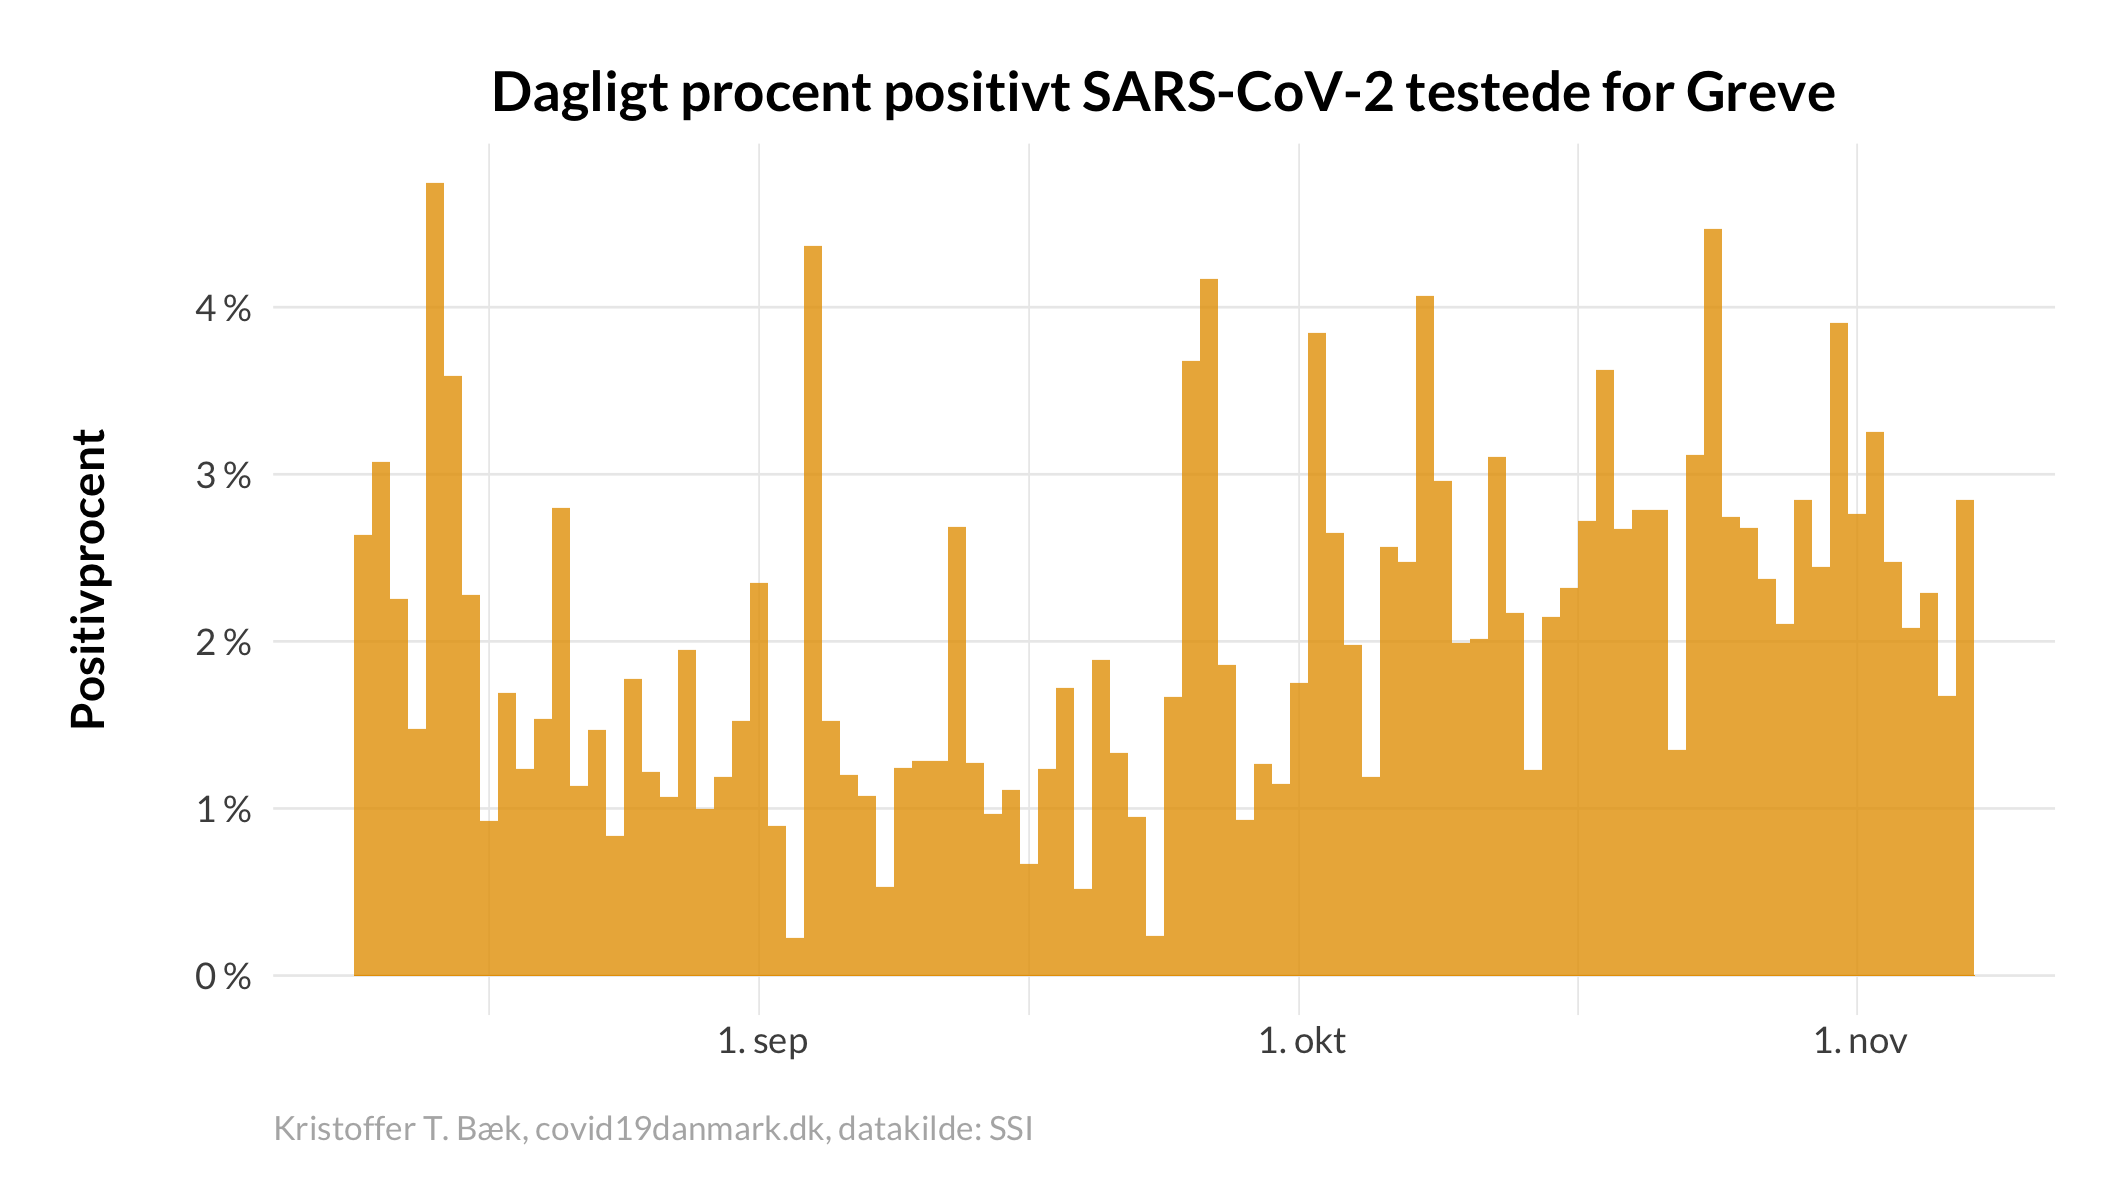 Dagligt procent positivt SARS-CoV-2 testede for Greve
Positivprocent
4 %
3 %
2 %
1 %
0 %
1. sep
1. okt
1. nov
Kristoffer T. Bæk, covid19danmark.dk, datakilde: SSI